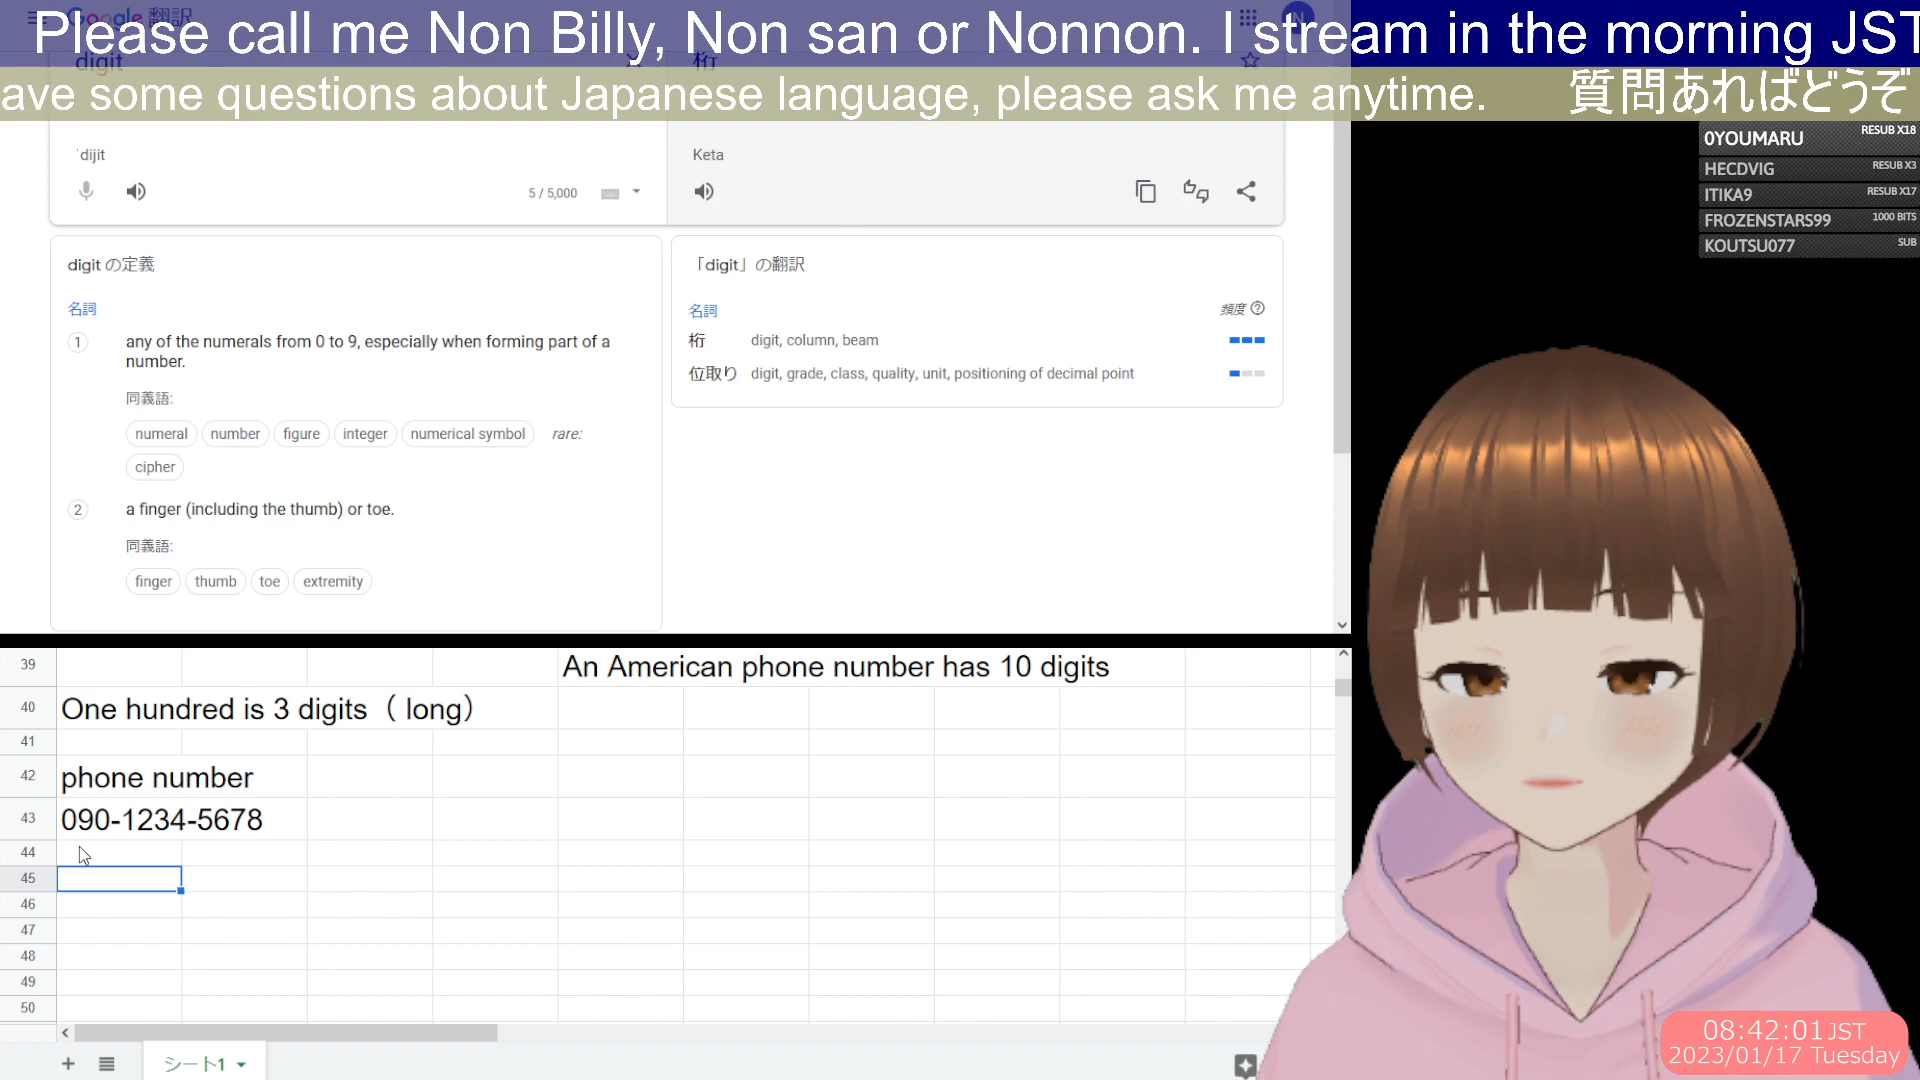 Please call me Non Billy, Non san or Nonnon. I stream in the morning JST
Google 翻訳
digit
桁
ave some questions about Japanese language, please ask me anytime. 質問あればどうぞ
ˈdijit
Keta
5 / 5,000
0YOUMARU RESUB X18
HECDVIG RESUB X3
ITIKA9 RESUB X17
FROZENSTARS99 1000 BITS
KOUTSU077 SUB
digit の定義
名詞
1 any of the numerals from 0 to 9, especially when forming part of a
number.
同義語:
numeral number figure integer numerical symbol rare:
cipher
2 a finger (including the thumb) or toe.
同義語:
finger thumb toe extremity
「digit」の翻訳
名詞 頻度
桁 digit, column, beam
位取り digit, grade, class, quality, unit, positioning of decimal point
39 An American phone number has 10 digits
40 One hundred is 3 digits（ long）
41
42 phone number
43 090-1234-5678
44
45
46
47
48
49
50
シート1
08:42:01 JST
2023/01/17 Tuesday